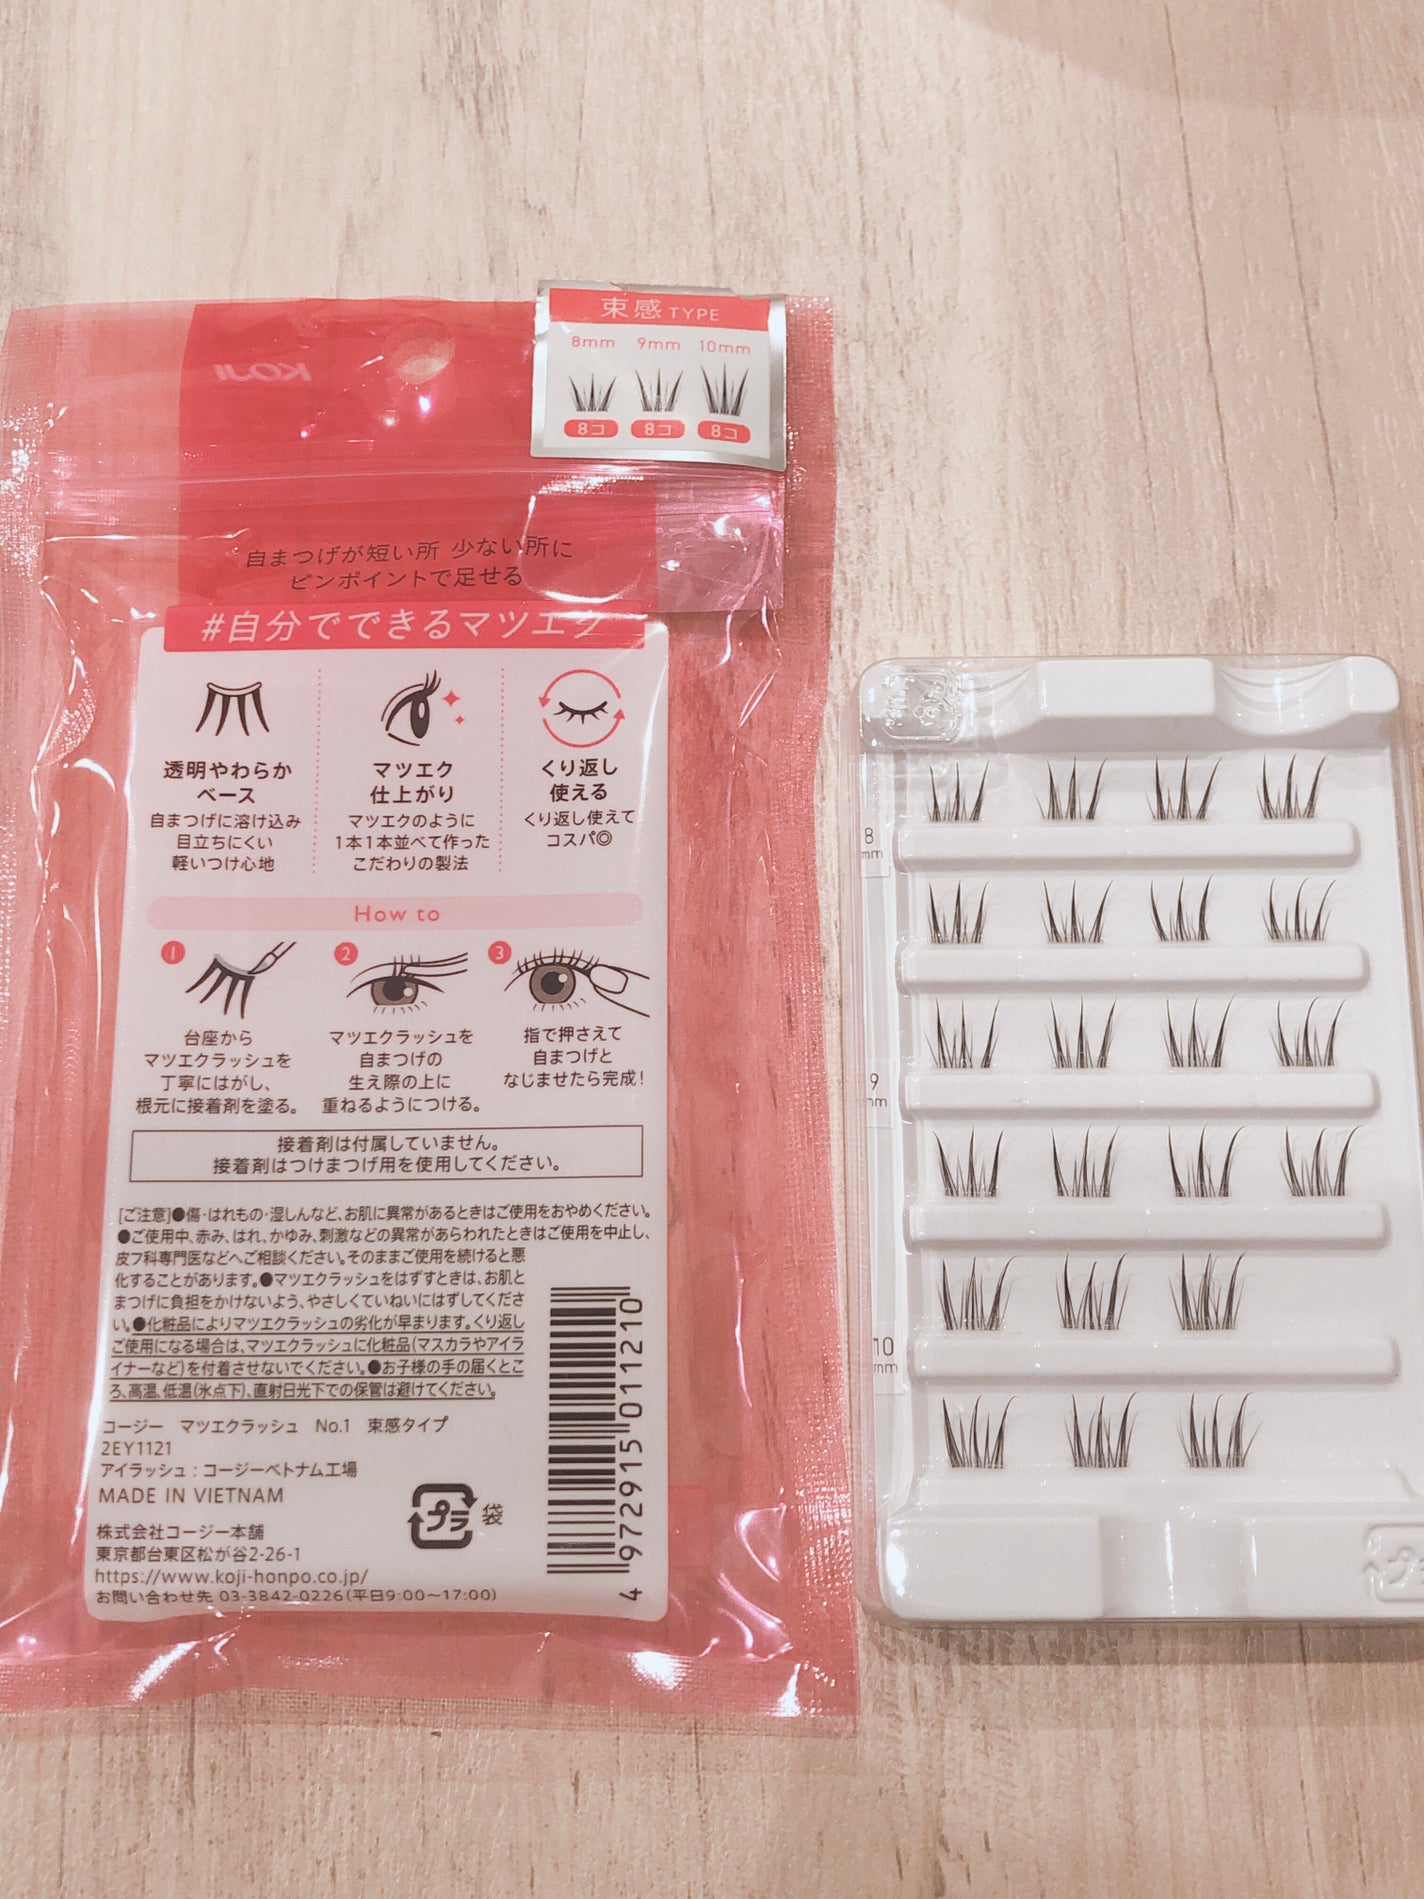 KOJI
束感TYPE
8mm 9mm 10mm
8コ 8コ 8コ
自まつげが短い所 少ない所に
ピンポイントで足せる
#自分でできるマツエク
透明やわらか
ベース
自まつげに溶け込み
目立ちにくい
軽いつけ心地
マツエク
仕上がり
マツエクのように
1本1本並べて作った
こだわりの製法
くり返し
使える
くり返し使えて
コスパ◎
How to
1
台座から
マツエクラッシュを
丁寧にはがし、
根元に接着剤を塗る。
2
マツエクラッシュを
自まつげの
生え際の上に
重ねるようにつける。
3
指で押さえて
自まつげと
なじませたら完成!
接着剤は付属していません。
接着剤はつけまつげ用を使用してください。
[ご注意]●傷・はれもの・湿しんなど、お肌に異常があるときはご使用をおやめください。
●ご使用中、赤み、はれ、かゆみ、刺激などの異常があらわれたときはご使用を中止し、
皮フ科専門医などへご相談ください。そのままご使用を続けると悪
化することがあります。●マツエクラッシュをはずすときは、お肌と
まつげに負担をかけないよう、やさしくていねいにはずしてくださ
い。●化粧品によりマツエクラッシュの劣化が早まります。くり返し
ご使用になる場合は、マツエクラッシュに化粧品(マスカラやアイラ
イナーなど)を付着させないでください。●お子様の手の届くとこ
ろ、高温、低温(氷点下)、直射日光下での保管は避けてください。
コージー マツエクラッシュ No.1 束感タイプ
2EY1121
アイラッシュ:コージーベトナム工場
MADE IN VIETNAM
株式会社コージー本舗
東京都台東区松が谷2-26-1
https://www.koji-honpo.co.jp/
お問い合わせ先 03-3842-0226(平日9:00〜17:00)
プラ 袋
4 972915 011210
8
mm
9
mm
10
mm